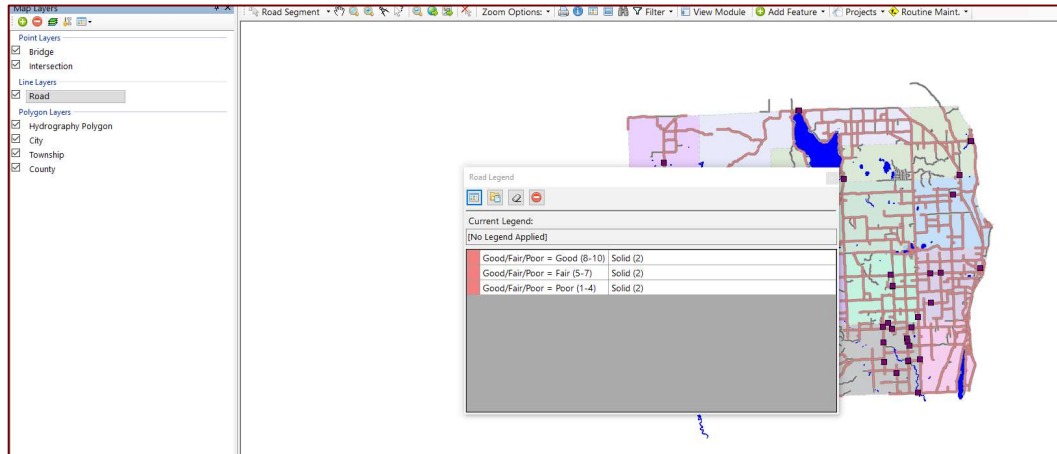 Map Layers
Point Layers
Bridge
Intersection
Line Layers
Road
Polygon Layers
Hydrography Polygon
City
Township
County
Road Segment Zoom Options: Filter View Module Add Feature Projects Routine Maint.
Road Legend
Current Legend:
[No Legend Applied]
Good/Fair/Poor = Good (8-10) Solid (2)
Good/Fair/Poor = Fair (5-7) Solid (2)
Good/Fair/Poor = Poor (1-4) Solid (2)